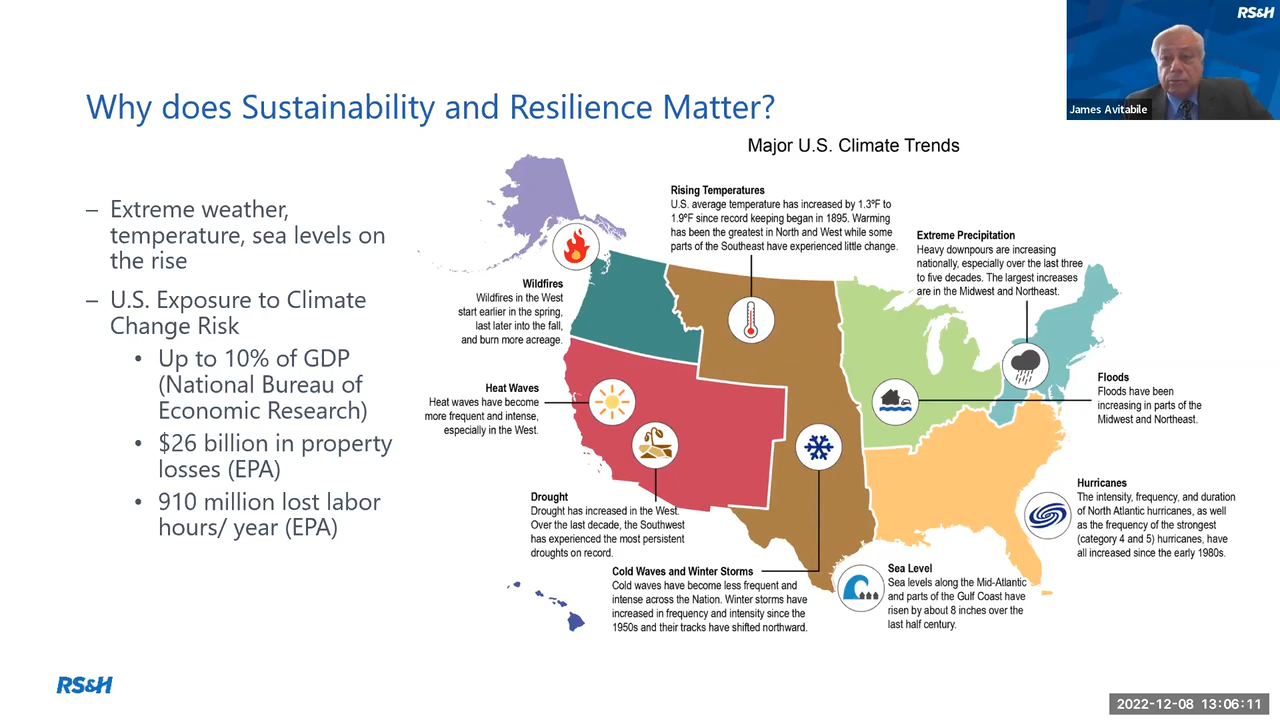 RS&H
James Avitabile
Why does Sustainability and Resilience Matter?
– Extreme weather,
temperature, sea levels on
the rise
– U.S. Exposure to Climate
Change Risk
• Up to 10% of GDP
(National Bureau of
Economic Research)
• $26 billion in property
losses (EPA)
• 910 million lost labor
hours/ year (EPA)
Major U.S. Climate Trends
Rising Temperatures
U.S. average temperature has increased by 1.3°F to
1.9°F since record keeping began in 1895. Warming
has been the greatest in North and West while some
parts of the Southeast have experienced little change.
Extreme Precipitation
Heavy downpours are increasing
nationally, especially over the last three
to five decades. The largest increases
are in the Midwest and Northeast.
Wildfires
Wildfires in the West
start earlier in the spring,
last later into the fall,
and burn more acreage.
Heat Waves
Heat waves have become
more frequent and intense,
especially in the West.
Floods
Floods have been
increasing in parts of the
Midwest and Northeast.
Drought
Drought has increased in the West.
Over the last decade, the Southwest
has experienced the most persistent
droughts on record.
Hurricanes
The intensity, frequency, and duration
of North Atlantic hurricanes, as well
as the frequency of the strongest
(category 4 and 5) hurricanes, have
all increased since the early 1980s.
Cold Waves and Winter Storms
Cold waves have become less frequent and
intense across the Nation. Winter storms have
increased in frequency and intensity since the
1950s and their tracks have shifted northward.
Sea Level
Sea levels along the Mid-Atlantic
and parts of the Gulf Coast have
risen by about 8 inches over the
last half century.
RS&H
2022-12-08 13:06:11